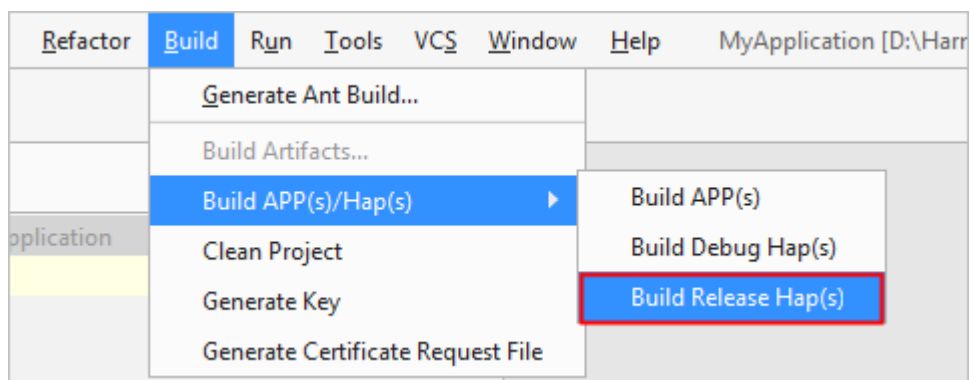 Refactor Build Run Tools VCS Window Help MyApplication [D:\Harr
Generate Ant Build...
Build Artifacts...
Build APP(s)/Hap(s)
Build APP(s)
pplication
Clean Project
Build Debug Hap(s)
Generate Key
Build Release Hap(s)
Generate Certificate Request File